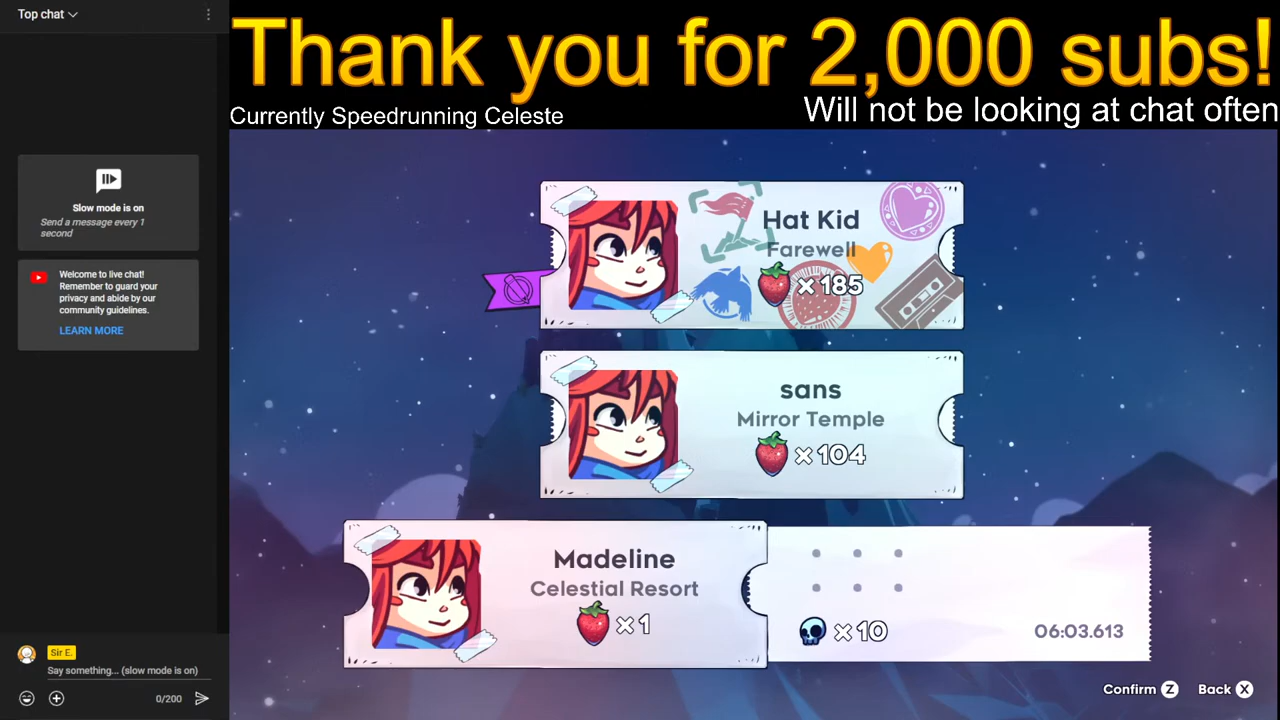 Top chat
Thank you for 2,000 subs!
Currently Speedrunning Celeste
Will not be looking at chat often
Slow mode is on
Send a message every 1
second
Welcome to live chat!
Remember to guard your
privacy and abide by our
community guidelines.
LEARN MORE
Hat Kid
Farewell
×185
sans
Mirror Temple
×104
Madeline
Celestial Resort
×1
×10
06:03.613
Sir E.
Say something... (slow mode is on)
0/200
Confirm Z
Back X